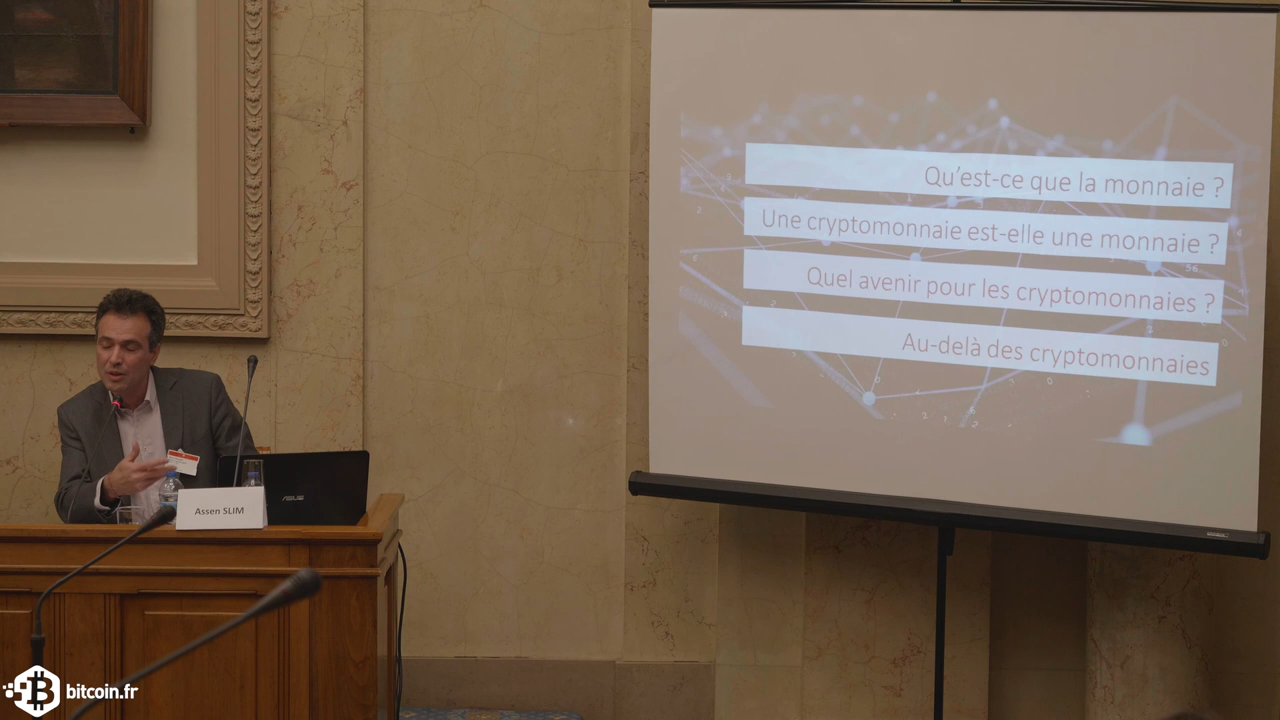 Qu'est-ce que la monnaie ?
Une cryptomonnaie est-elle une monnaie ?
Quel avenir pour les cryptomonnaies ?
Au-delà des cryptomonnaies
ASUS
Assen SLIM
bitcoin.fr